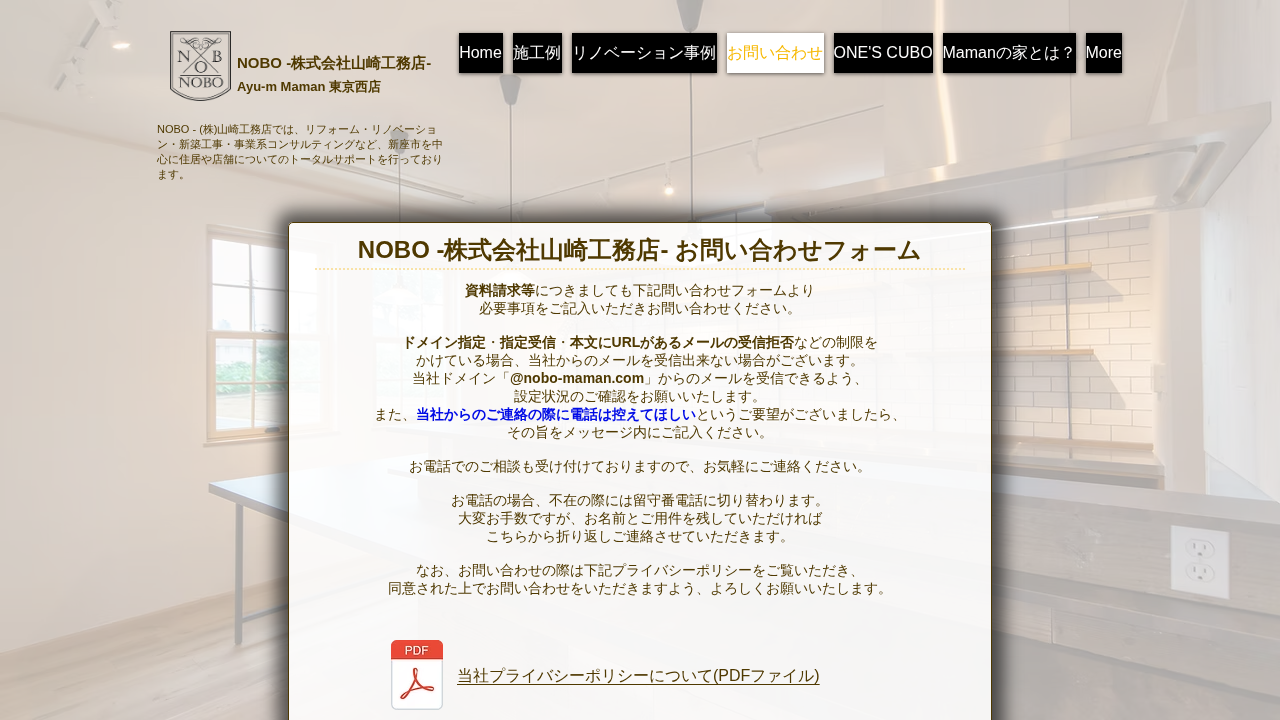 N B
O
NOBO
NOBO -株式会社山崎工務店-
Ayu-m Maman 東京西店
Home
施工例
リノベーション事例
お問い合わせ
ONE'S CUBO
Mamanの家とは？
More
NOBO - (株)山崎工務店では、リフォーム・リノベーショ
ン・新築工事・事業系コンサルティングなど、新座市を中
心に住居や店舗についてのトータルサポートを行っており
ます。
NOBO -株式会社山崎工務店- お問い合わせフォーム
資料請求等につきましても下記問い合わせフォームより
必要事項をご記入いただきお問い合わせください。
ドメイン指定・指定受信・本文にURLがあるメールの受信拒否などの制限を
かけている場合、当社からのメールを受信出来ない場合がございます。
当社ドメイン「@nobo-maman.com」からのメールを受信できるよう、
設定状況のご確認をお願いいたします。
また、当社からのご連絡の際に電話は控えてほしいというご要望がございましたら、
その旨をメッセージ内にご記入ください。
お電話でのご相談も受け付けておりますので、お気軽にご連絡ください。
お電話の場合、不在の際には留守番電話に切り替わります。
大変お手数ですが、お名前とご用件を残していただければ
こちらから折り返しご連絡させていただきます。
なお、お問い合わせの際は下記プライバシーポリシーをご覧いただき、
同意された上でお問い合わせをいただきますよう、よろしくお願いいたします。
PDF
当社プライバシーポリシーについて(PDFファイル)